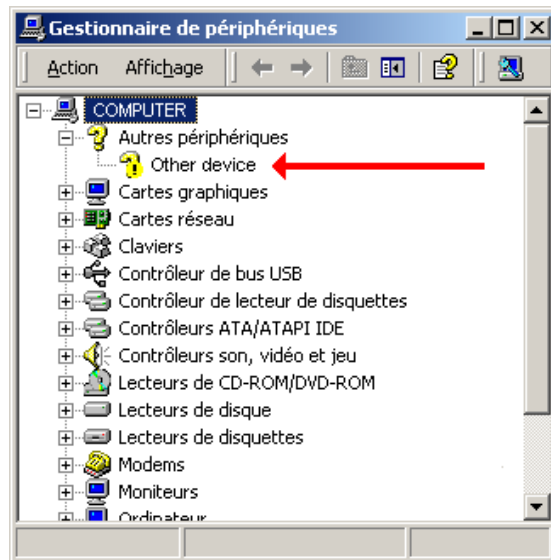 Gestionnaire de périphériques
Action Affichage
COMPUTER
Autres périphériques
Other device
Cartes graphiques
Cartes réseau
Claviers
Contrôleur de bus USB
Contrôleur de lecteur de disquettes
Contrôleurs ATA/ATAPI IDE
Contrôleurs son, vidéo et jeu
Lecteurs de CD-ROM/DVD-ROM
Lecteurs de disque
Lecteurs de disquettes
Modems
Moniteurs
Ordinateur